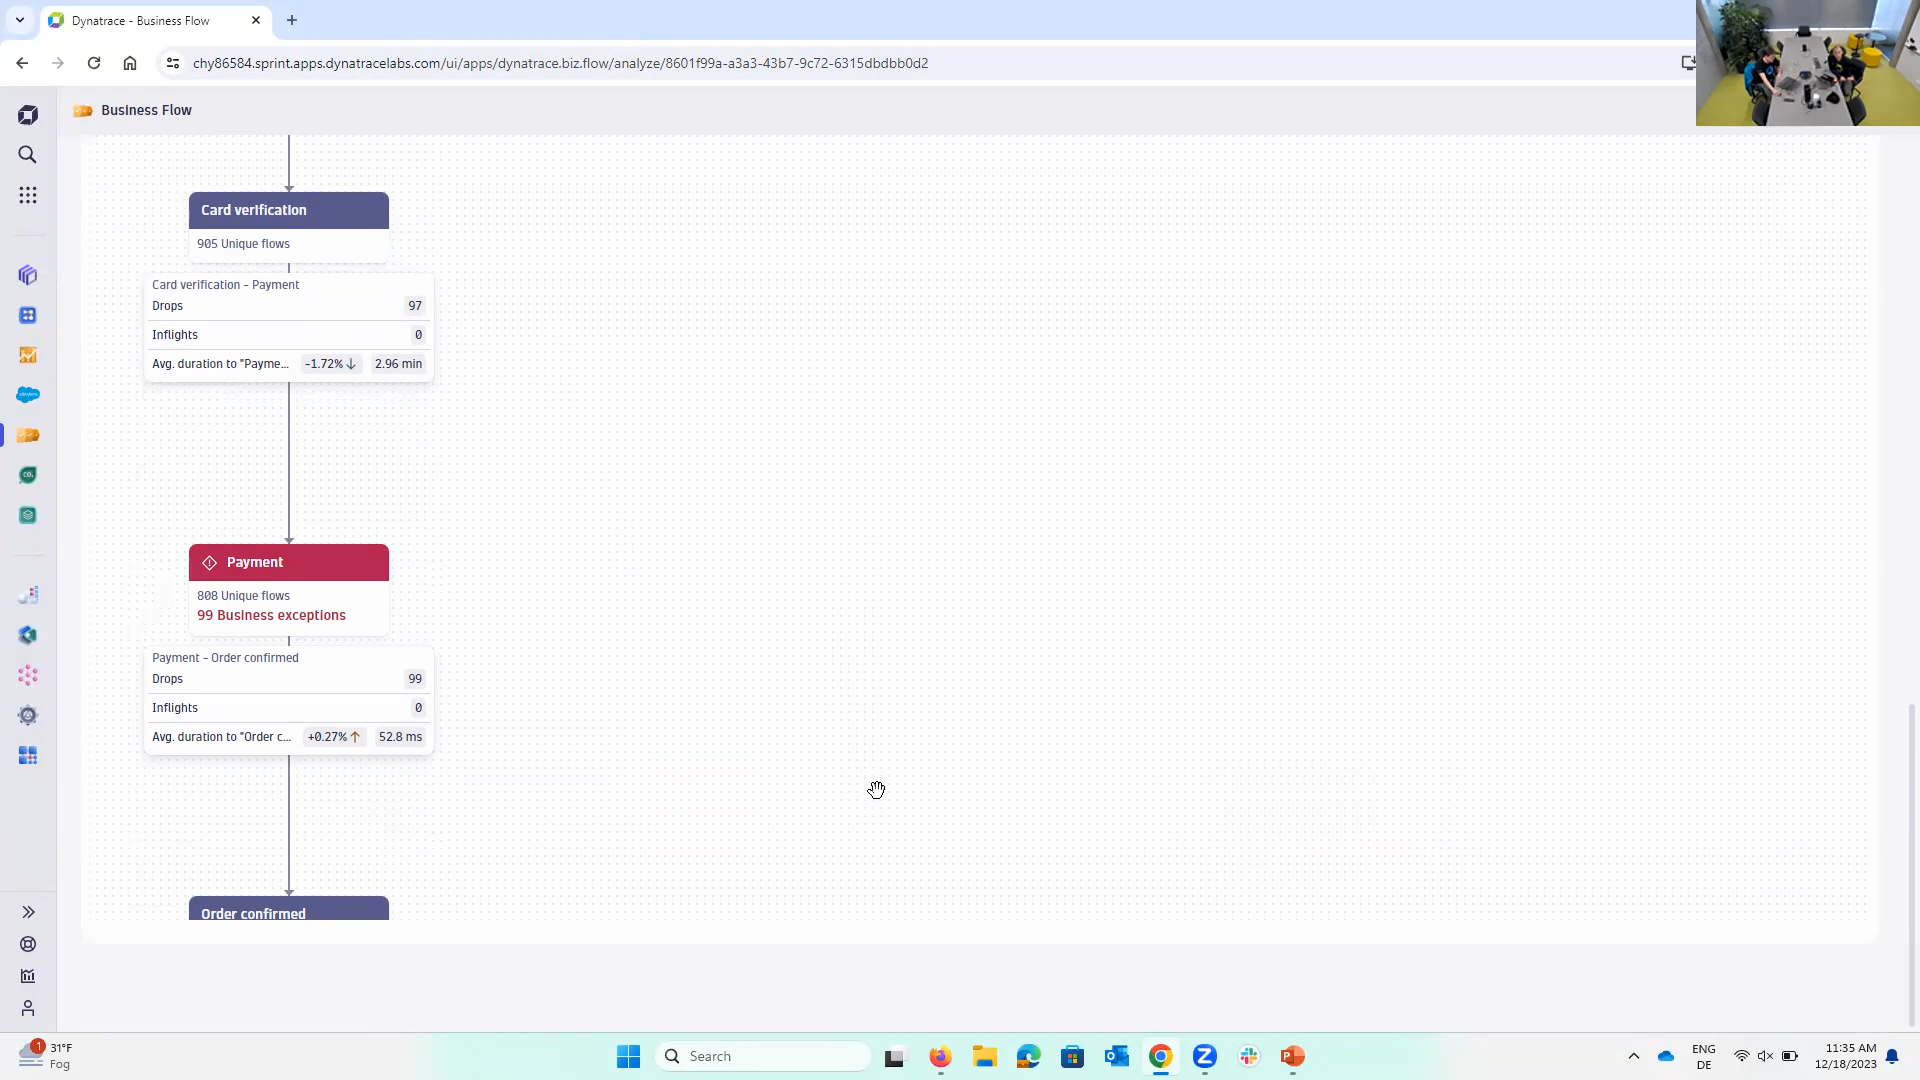 Dynatrace - Business Flow
chy86584.sprint.apps.dynatracelabs.com/ui/apps/dynatrace.biz.flow/analyze/8601f99a-a3a3-43b7-9c72-6315dbdbb0d2
Business Flow
Card verification
905 Unique flows
Card verification - Payment
Drops 97
Inflights 0
Avg. duration to "Payme... -1.72% ↓ 2.96 min
Payment
808 Unique flows
99 Business exceptions
Payment - Order confirmed
Drops 99
Inflights 0
Avg. duration to "Order c... +0.27% ↑ 52.8 ms
Order confirmed
1
31°F
Fog
Search
ENG
DE
11:35 AM
12/18/2023